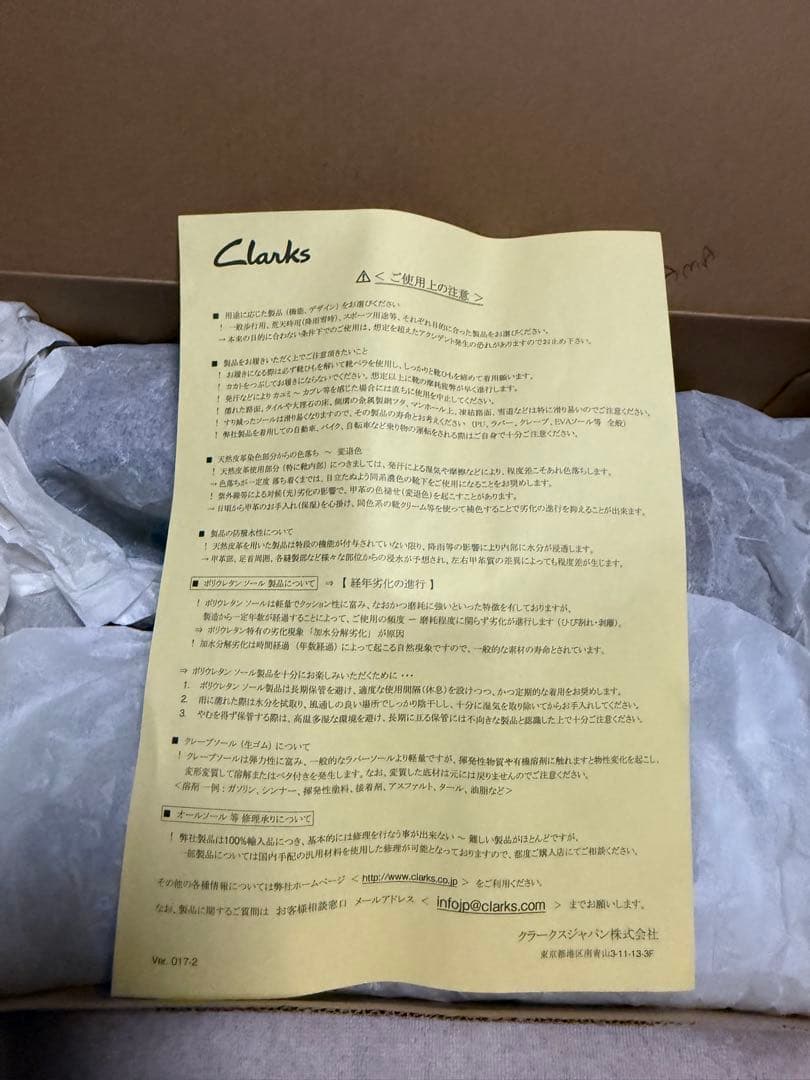 Clarks
⚠ < ご使用上の注意 >
■ 用途に応じた製品（機能、デザイン）をお選びください
！ 一般歩行用、荒天時用（降雨雪時）、スポーツ用途等、それぞれ目的に合った製品をお選びください。
→ 本来の目的に合わない条件下でのご使用は、想定を超えたアクシデント発生の恐れがありますのでお止め下さい。
■ 製品をお履きいただく上でご注意頂きたいこと
！ お履きになる際は必ず靴ひもを解いて靴ベラを使用し、しっかりと靴ひもを締めて着用願います。
！ カカトをつぶしてお履きにならないでください。想定以上に靴の摩耗疲弊が早く進行します。
！ 発汗などによりカユミ～カブレ等を感じた場合には直ちに使用を中止してください。
！ 濡れた路面、タイルや大理石の床、側溝の金属製網フタ、マンホール上、凍結路面、雪道などは特に滑り易いのでご注意ください。
！ すり減ったソールは滑り易くなりますので、その製品の寿命とお考えください （PU、ラバー、クレープ、EVAソール等 全般）
！ 弊社製品を着用しての自動車、バイク、自転車など乗り物の運転をされる際はご自身で十分ご注意ください。
■ 天然皮革染色部分からの色落ち ～ 変退色
！ 天然皮革使用部分（特に靴内部）につきましては、発汗による湿気や摩擦などにより、程度差こそあれ色落ちします。
→ 色落ちが一定度 落ち着くまでは、目立たぬよう同系濃色の靴下をご使用になることをお奨めします。
！ 紫外線等による対候（光）劣化の影響で、甲革の色褪せ（変退色）を起こすことがあります。
→ 日頃から甲革のお手入れ（保湿）を心掛け、同色系の靴クリーム等を使って補色することで劣化の進行を抑えることが出来ます。
■ 製品の防撥水性について
！ 天然皮革を用いた製品は特段の機能が付与されていない限り、降雨等の影響により内部に水分が浸透します。
→ 甲革部、足首周囲、各縫製部など様々な部位からの浸水が予想され、左右甲革質の差異によっても程度差が生じます。
■ ポリウレタン ソール 製品について ⇒ 【 経年劣化の進行 】
！ ポリウレタン ソールは軽量でクッション性に富み、なおかつ磨耗に強いといった特徴を有しておりますが、
製造から一定年数が経過することによって、ご使用の頻度 ー 磨耗程度に関らず劣化が進行します（ひび割れ・剥離）。
⇒ ポリウレタン特有の劣化現象「加水分解劣化」が原因
！ 加水分解劣化は時間経過（年数経過）によって起こる自然現象ですので、一般的な素材の寿命とされています。
⇒ ポリウレタン ソール製品を十分にお楽しみいただくために・・・
1. ポリウレタン ソール製品は長期保管を避け、適度な使用間隔（休息）を設けつつ、かつ定期的な着用をお奨めします。
2. 雨に濡れた際は水分を拭取り、風通しの良い場所でしっかり陰干しし、十分に湿気を取り除いてからお手入れしてください。
3. やむを得ず保管する際は、高温多湿な環境を避け、長期に亘る保管には不向きな製品と認識した上で十分ご注意ください。
■ クレープソール（生ゴム）について
！ クレープソールは弾力性に富み、一般的なラバーソールより軽量ですが、揮発性物質や有機溶剤に触れますと物性変化を起こし、
変形変質して溶解またはベタ付きを発生します。なお、変質した底材は元には戻りませんのでご注意ください。
＜溶剤 一例：ガソリン、シンナー、揮発性塗料、接着剤、アスファルト、タール、油脂など＞
■ オールソール 等 修理承りについて
！ 弊社製品は100%輸入品につき、基本的には修理を行なう事が出来ない ～ 難しい製品がほとんどですが、
一部製品については国内手配の汎用材料を使用した修理が可能となっておりますので、都度ご購入店にてご相談ください。
その他の各種情報については弊社ホームページ < http://www.clarks.co.jp > をご利用ください。
なお、製品に関するご質問は お客様相談窓口 メールアドレス < infojp@clarks.com > までお願いします。
クラークスジャパン株式会社
Ver. 017-2
東京都港区南青山3-11-13-3F